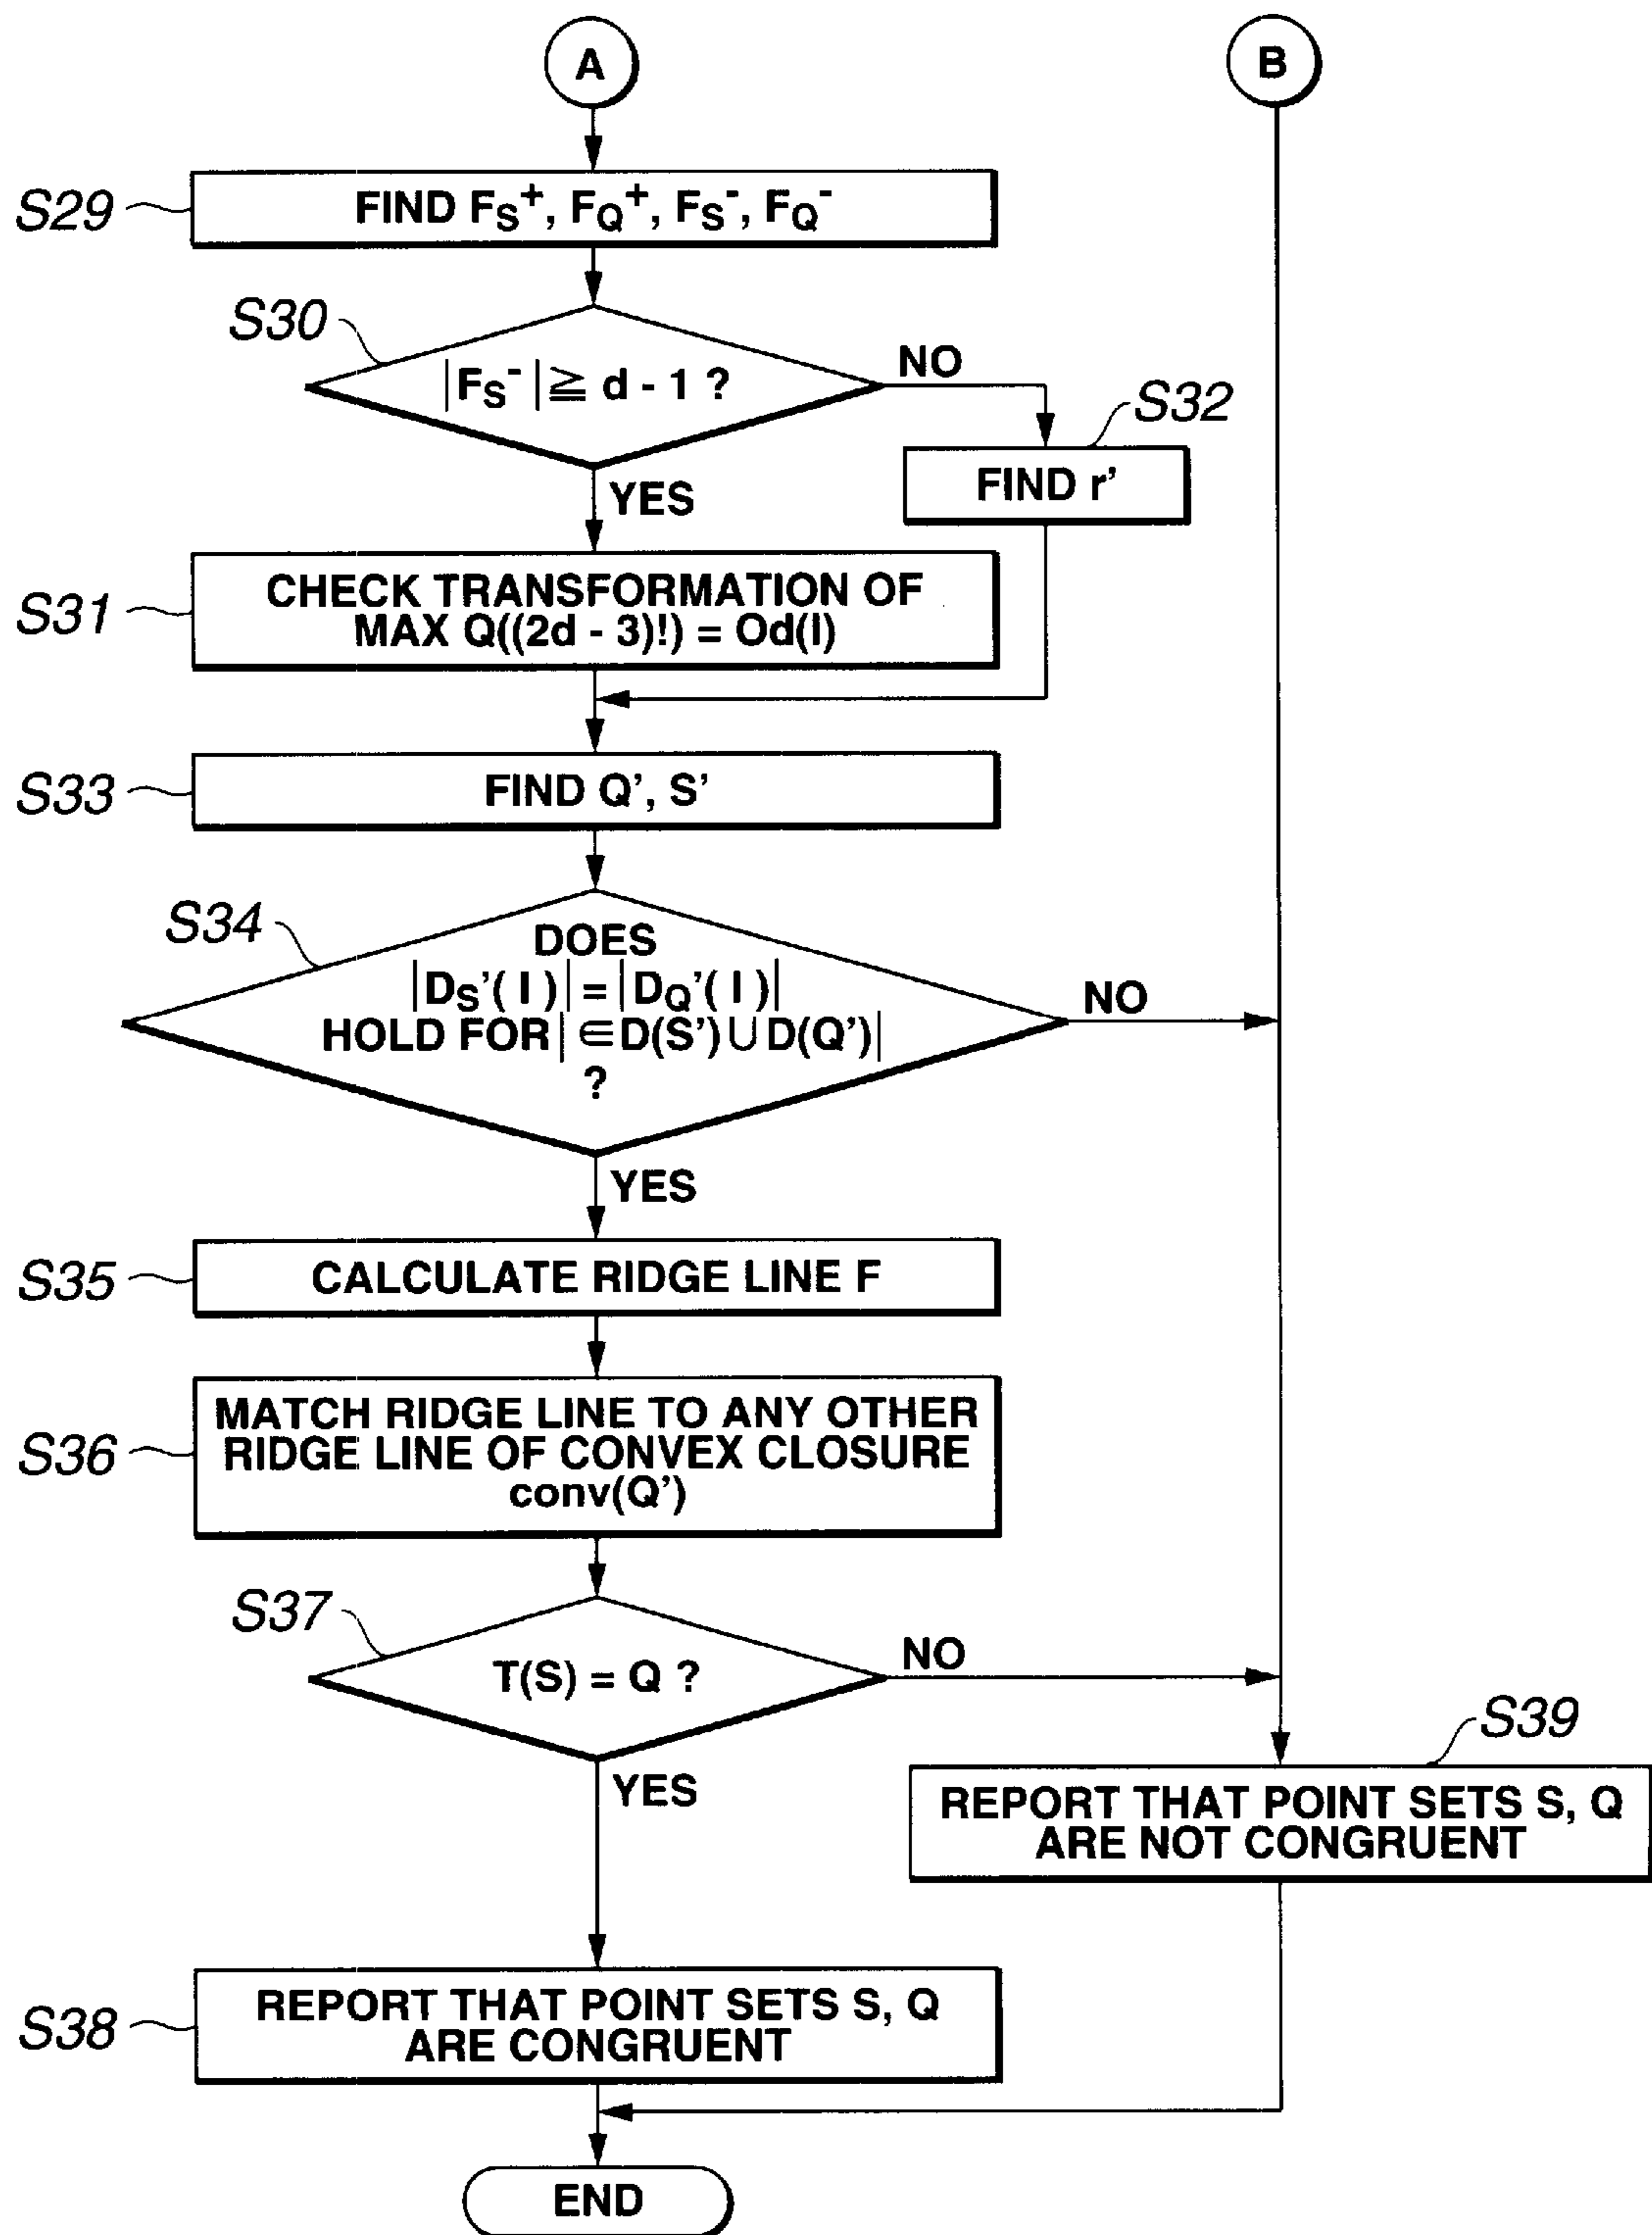 A
B
S29
FIND FS+, FQ+, FS-, FQ-
S30
|FS-| ≧ d - 1 ?
NO
S32
FIND r'
YES
S31
CHECK TRANSFORMATION OF
MAX Q((2d - 3)!) = Od(I)
S33
FIND Q', S'
S34
DOES
|DS'( I )| = |DQ'( I )|
HOLD FOR | ∈ D(S')∪D(Q')|
?
NO
YES
S35
CALCULATE RIDGE LINE F
S36
MATCH RIDGE LINE TO ANY OTHER
RIDGE LINE OF CONVEX CLOSURE
conv(Q')
S37
T(S) = Q ?
NO
YES
S39
REPORT THAT POINT SETS S, Q
ARE NOT CONGRUENT
S38
REPORT THAT POINT SETS S, Q
ARE CONGRUENT
END